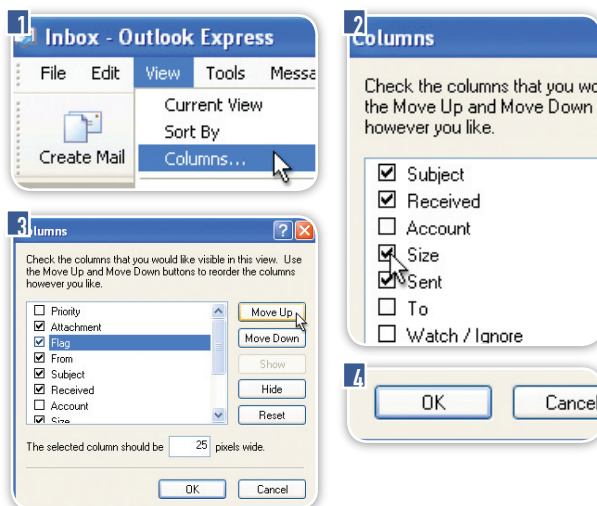 1
Inbox - Outlook Express
File Edit View Tools Messa
Current View
Sort By
Create Mail
Columns...
2
Columns
Check the columns that you wo
the Move Up and Move Down
however you like.
Subject
Received
Account
Size
Sent
To
Watch / Ignore
3
lumns
Check the columns that you would like visible in this view. Use
the Move Up and Move Down buttons to reorder the columns
however you like.
Priority
Attachment
Flag
From
Subject
Received
Account
Size
Move Up
Move Down
Show
Hide
Reset
The selected column should be 25 pixels wide.
OK Cancel
4
OK Cancel